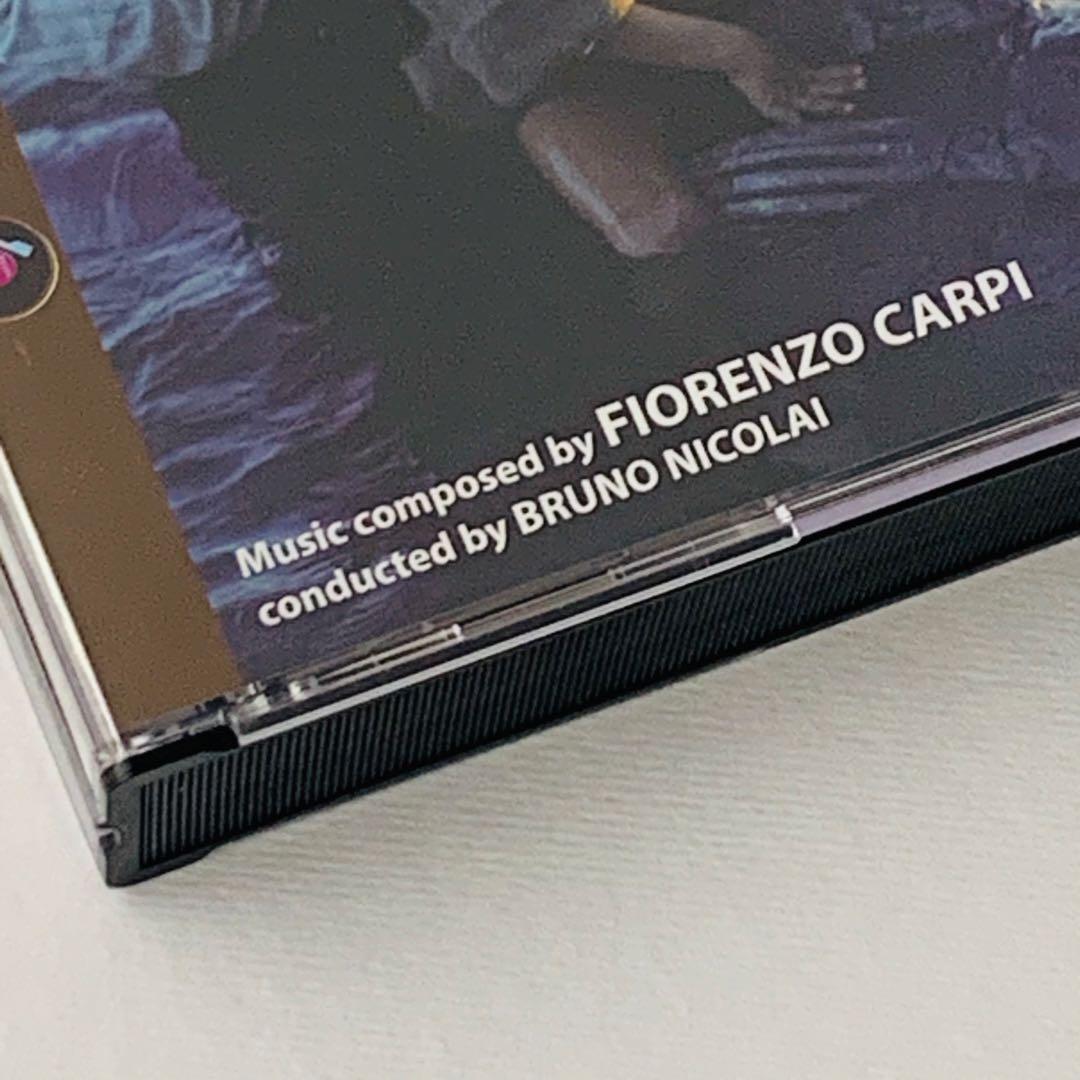 Music composed by FIORENZO CARPI
conducted by BRUNO NICOLAI